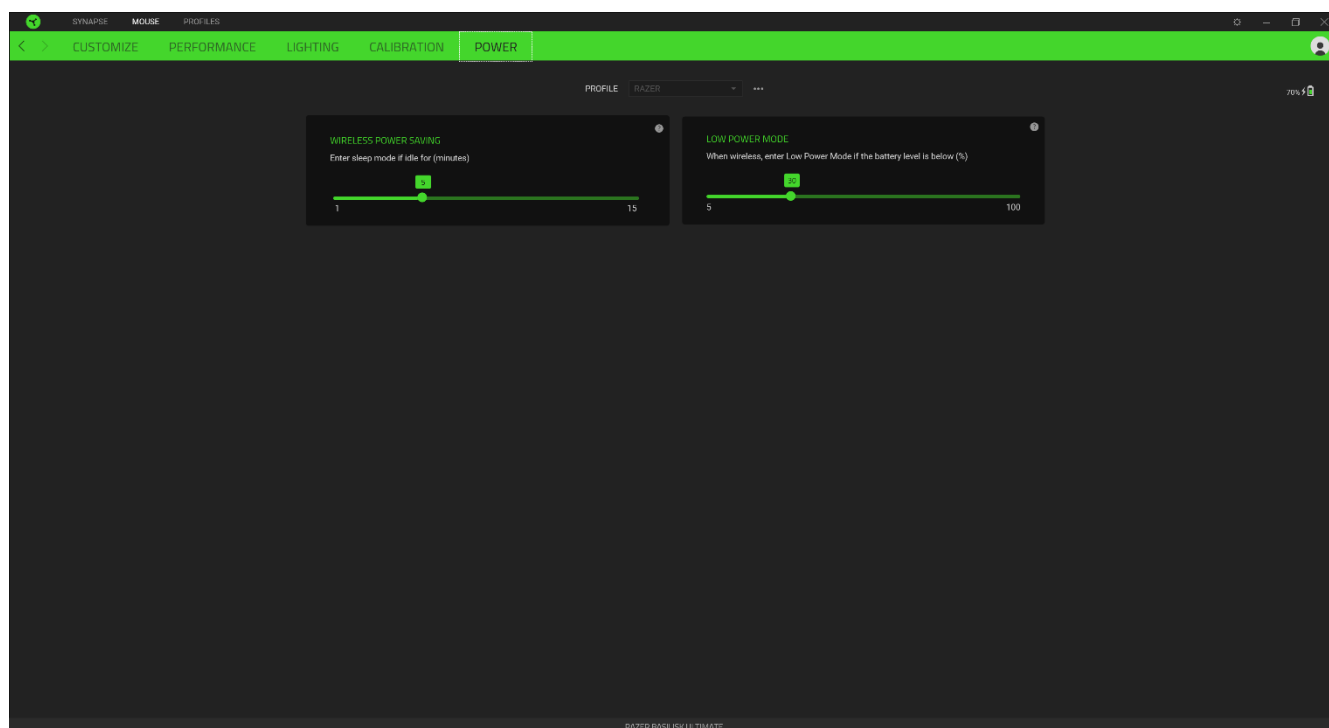 SYNAPSE MOUSE PROFILES
CUSTOMIZE PERFORMANCE LIGHTING CALIBRATION POWER
PROFILE RAZER
70%
WIRELESS POWER SAVING
Enter sleep mode if idle for (minutes)
5
1 15
LOW POWER MODE
When wireless, enter Low Power Mode if the battery level is below (%)
30
5 100
RAZER BASILISK ULTIMATE